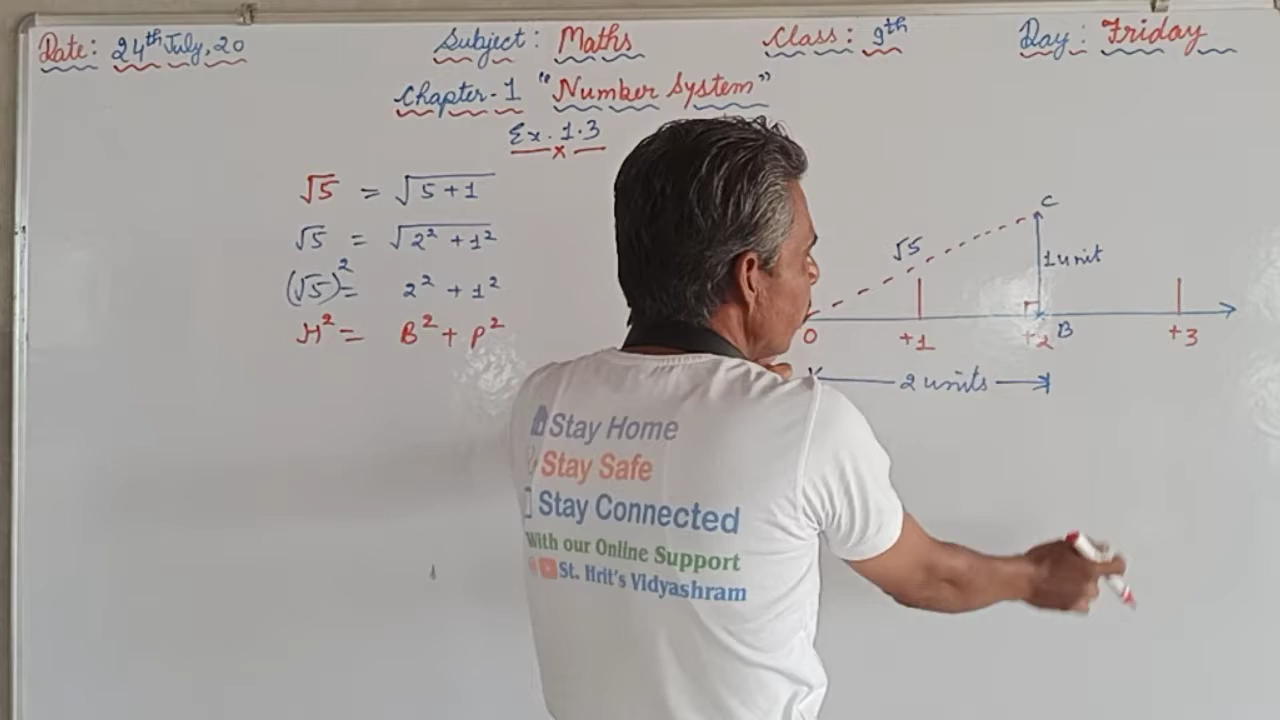 Date: 24th July, 20 Subject: Maths Class: 9th Day: Friday
Chapter-1 "Number System"
Ex. 1.3
x
√5 = √5+1
√5 = √2² + 1²
(√5)² = 2² + 1²
H² = B² + P²
C
√5
1 unit
0 +1 +2 B +3
2 units
Stay Home
Stay Safe
Stay Connected
With our Online Support
St. Hrit's Vidyashram